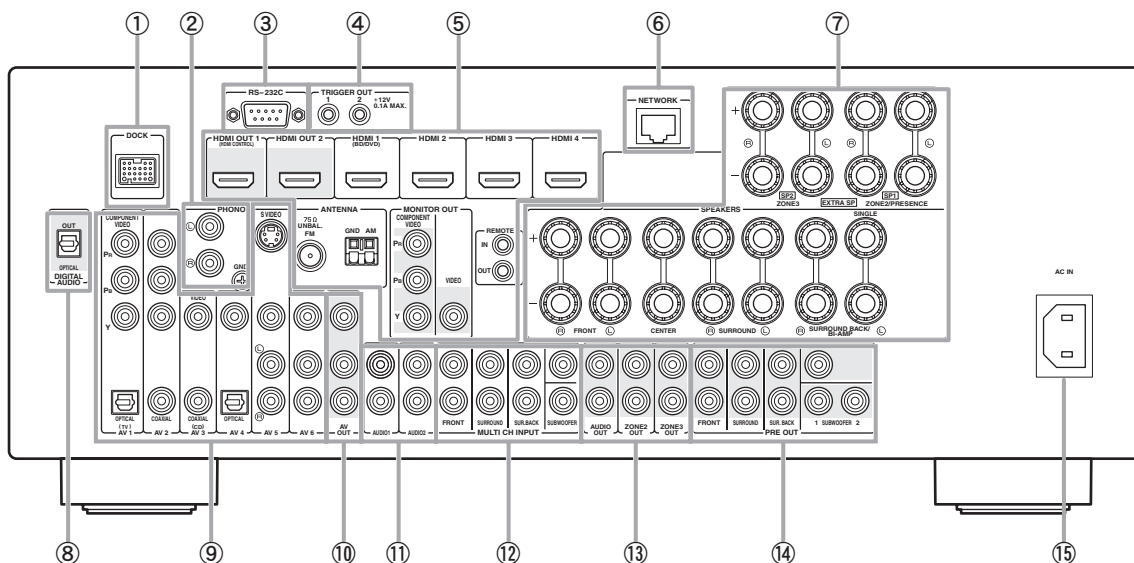 ① ② ③ ④ ⑤ ⑥ ⑦
RS-232C
TRIGGER OUT
1 2 +12V
0.1A MAX.
NETWORK
DOCK
HDMI OUT 1
(HDMI CONTROL)
HDMI OUT 2
HDMI 1
(BD/DVD)
HDMI 2
HDMI 3
HDMI 4
+
R L R L
–
SP2
ZONE3
EXTRA SP
SP1
ZONE2/PRESENCE
OUT
OPTICAL
DIGITAL
AUDIO
COMPONENT
VIDEO
PR
PB
Y
PHONO
L
R
GND
VIDEO
S VIDEO
ANTENNA
75Ω
UNBAL.
FM
GND AM
MONITOR OUT
COMPONENT
VIDEO
PR
PB
Y
VIDEO
REMOTE
IN
OUT
SPEAKERS
SINGLE
+
–
R FRONT L
CENTER
R SURROUND L
R SURROUND BACK/
BI-AMP L
AC IN
L
R
OPTICAL
(TV)
AV 1
COAXIAL
AV 2
COAXIAL
(CD)
AV 3
OPTICAL
AV 4
AV 5
AV 6
AV
OUT
AUDIO1
AUDIO2
FRONT
SURROUND
SUR.BACK
SUBWOOFER
MULTI CH INPUT
AUDIO
OUT
ZONE2
OUT
ZONE3
OUT
FRONT
SURROUND
SUR. BACK
1 SUBWOOFER 2
PRE OUT
⑧ ⑨ ⑩ ⑪ ⑫ ⑬ ⑭ ⑮